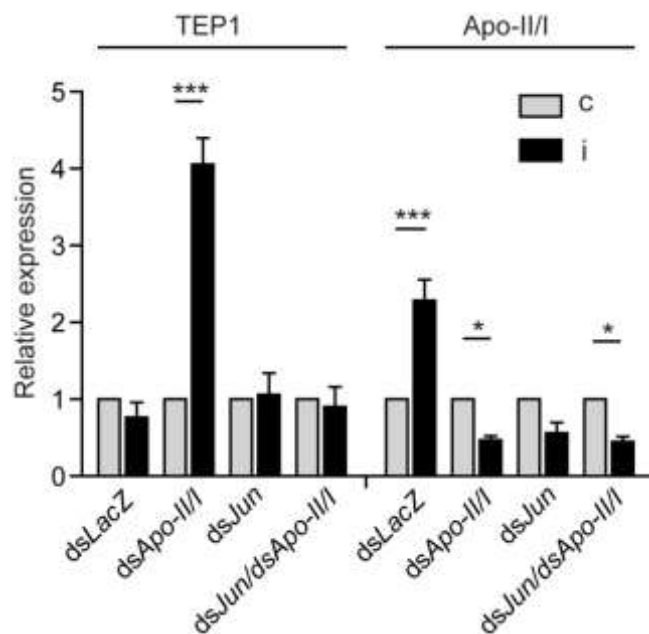 TEP1 Apo-II/I
5
4
3
2
1
0
Relative expression
*** 
***
*
*
c
i
dsLacZ
dsApo-II/I
dsJun
dsJun/dsApo-II/I
dsLacZ
dsApo-II/I
dsJun
dsJun/dsApo-II/I